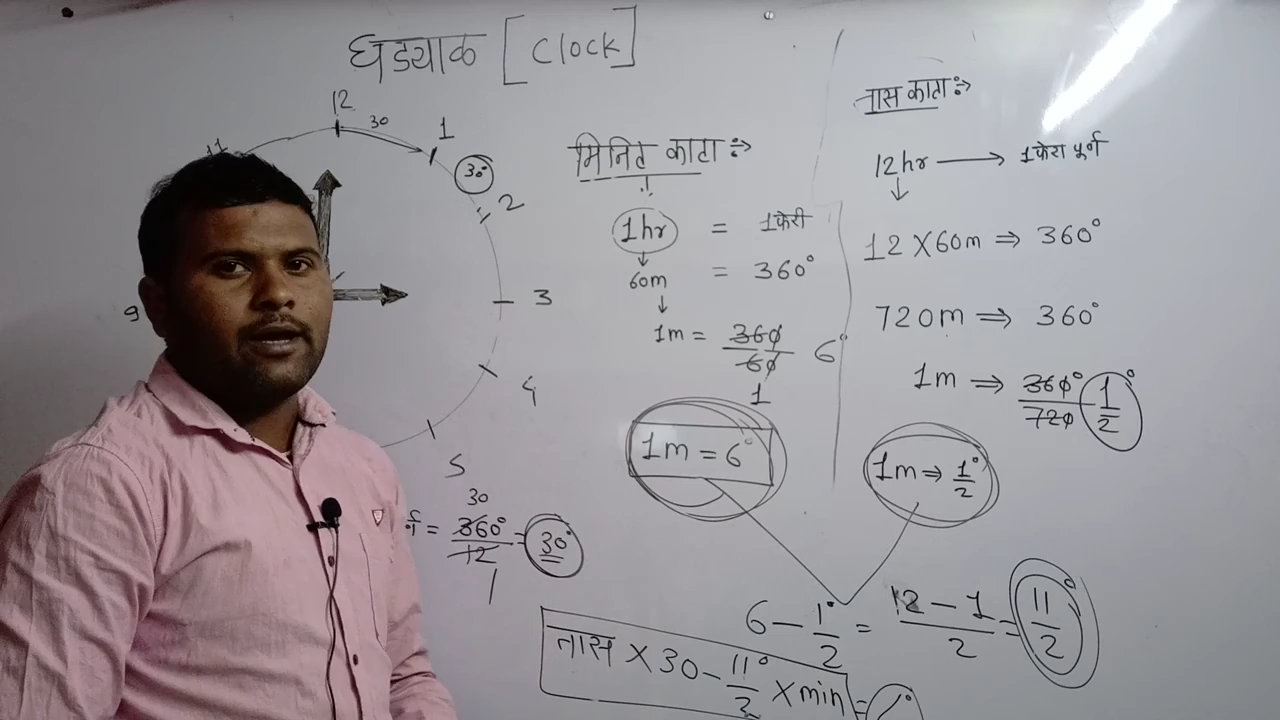 घड्याळ [clock]
12
30
1
11
30°
2
3
9
4
5
मिनिट काटा :->
1hr = 1फेरी
60m = 360°
1m = 360/60 6°
1
1m = 6°
तास काटा :->
12hr → 1फेरा पूर्ण
12 X 60m ⇒ 360°
720m ⇒ 360°
1m ⇒ 360°/720 1/2°
1m → 1/2°
30
= 360°/12 = 30°
1
6 - 1/2° = 12 - 1/2 = 11/2°
तास X 30 - 11/2° X min =